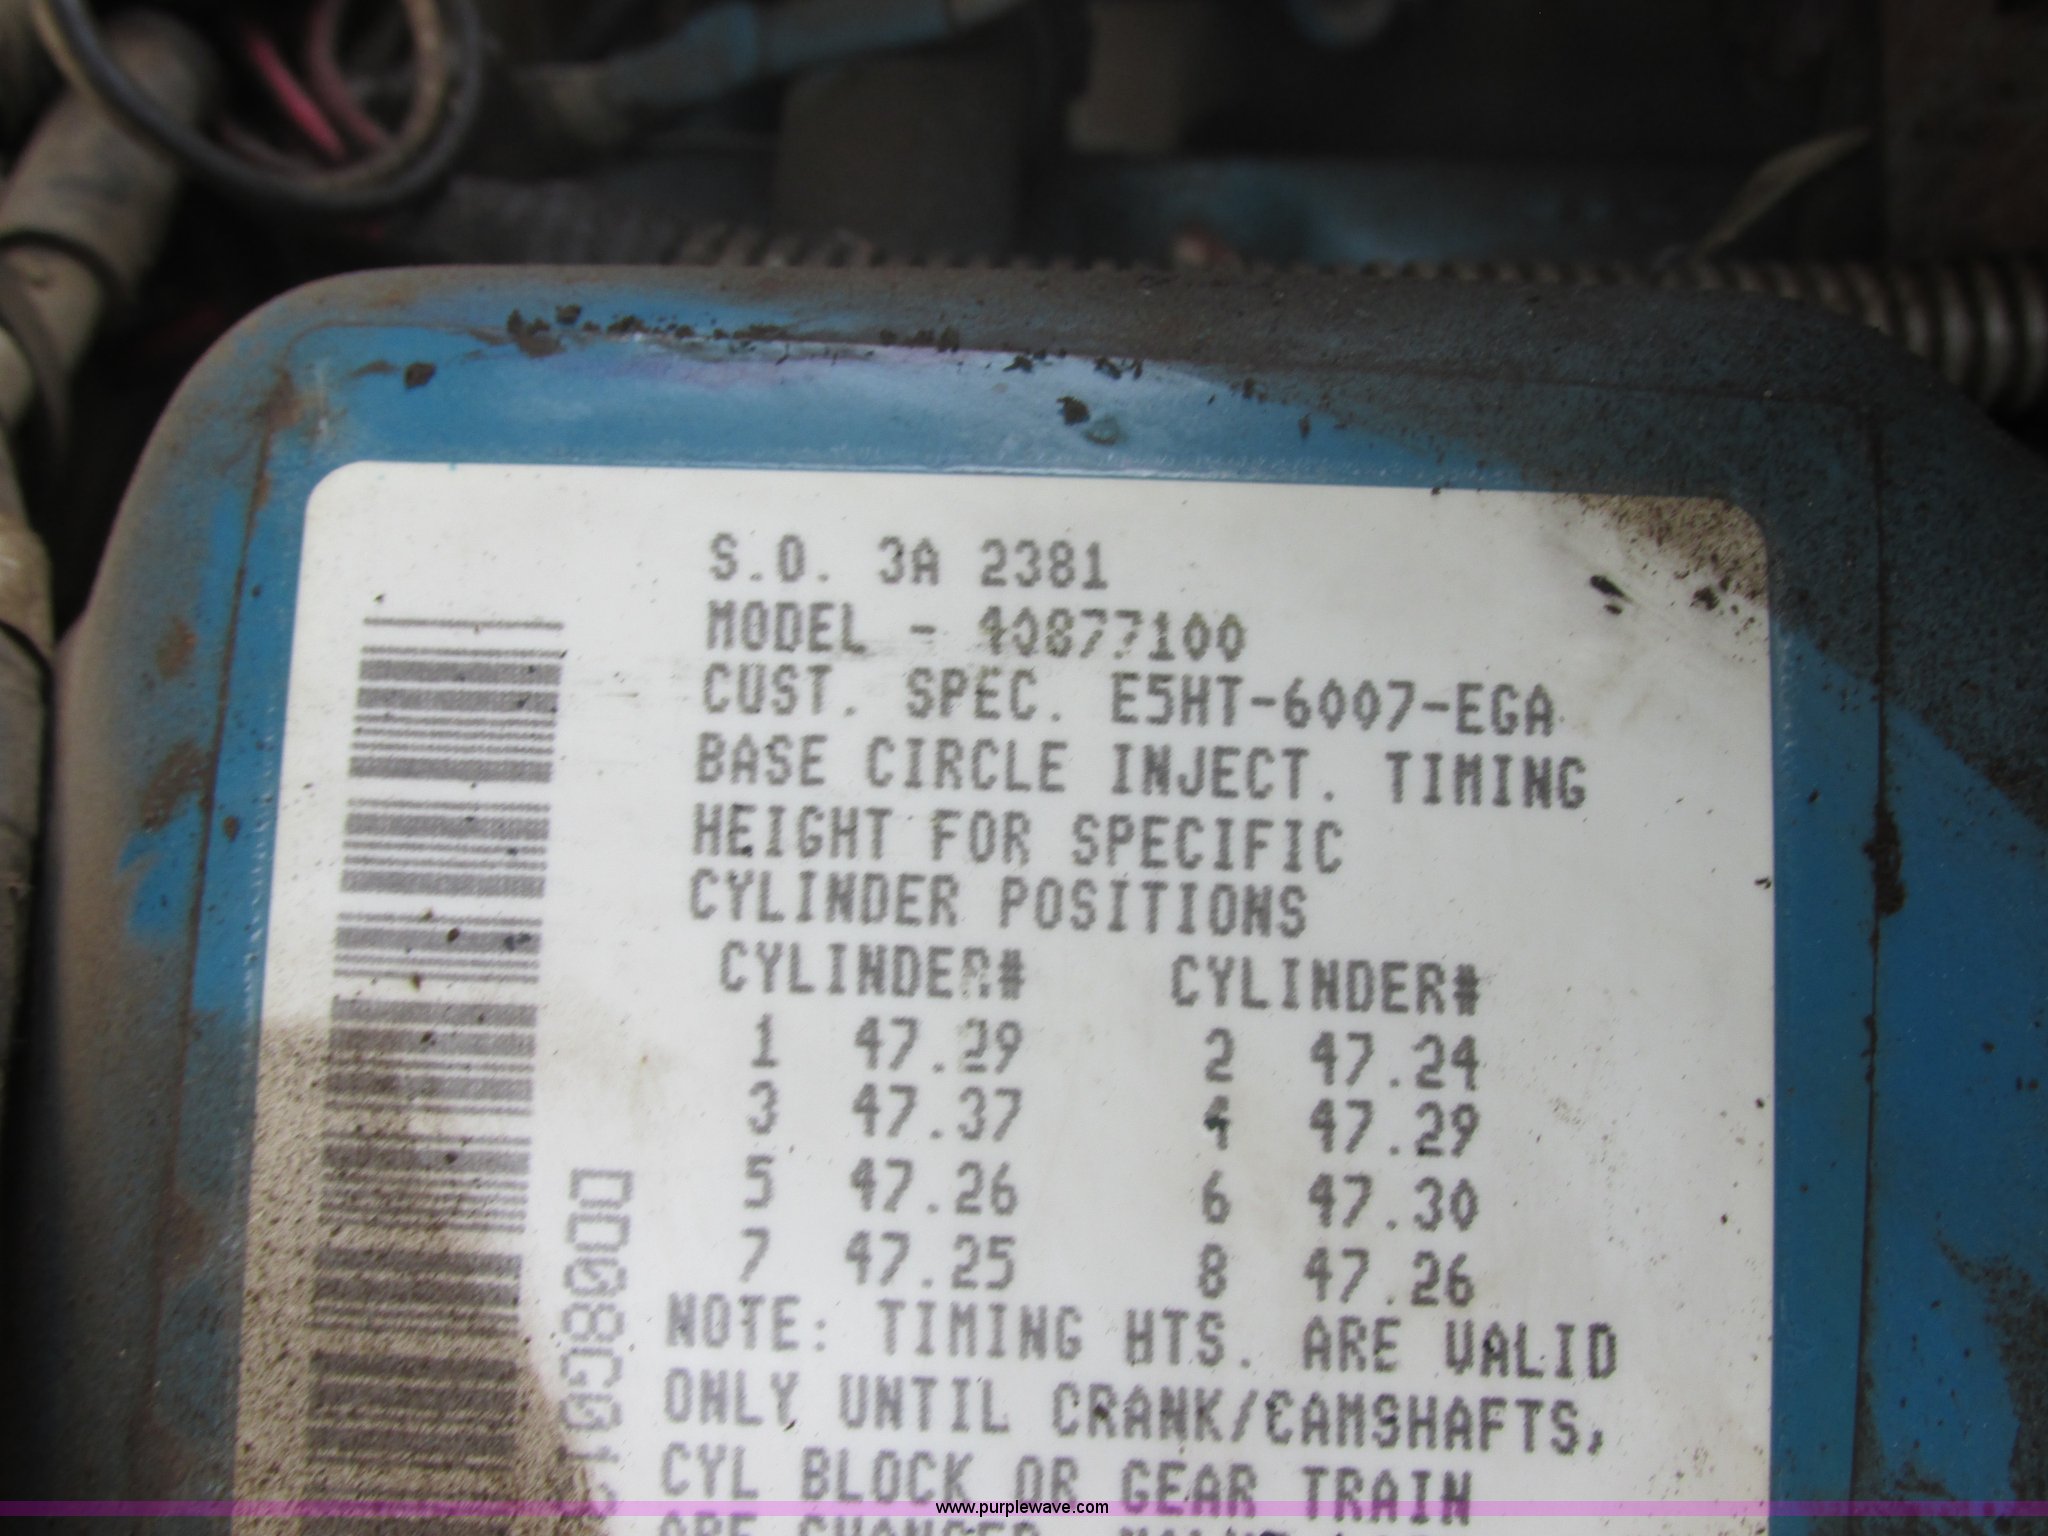 S.O. 3A 2381
MODEL - 40877100
CUST. SPEC. E5HT-6007-EGA
BASE CIRCLE INJECT. TIMING
HEIGHT FOR SPECIFIC
CYLINDER POSITIONS
CYLINDER# CYLINDER#
1 47.29 2 47.24
3 47.37 4 47.29
5 47.26 6 47.30
7 47.25 8 47.26
NOTE: TIMING HTS. ARE VALID
ONLY UNTIL CRANK/CAMSHAFTS,
CYL BLOCK OR GEAR TRAIN
ARE CHANGED.
www.purplewave.com